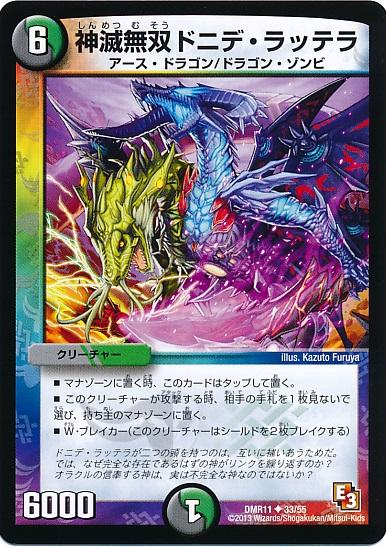 6
しんめつ む そう
神滅無双 ドニデ・ラッテラ
アース・ドラゴン/ドラゴン・ゾンビ
クリーチャー
illus. Kazuto Furuya
■ マナゾーンに置く時、このカードはタップして置く。
■ このクリーチャーが攻撃する時、相手の手札を1枚見ないで
選び、持ち主のマナゾーンに置く。
■ W・ブレイカー(このクリーチャーはシールドを2枚ブレイクする)
ドニデ・ラッテラが二つの頭を持つのは、互いに補いあうためだ。
では、なぜ完全な存在であるはずの神がリンクを繰り返すのか?
オラクルの信奉する神は、実は不完全な神なのではないか?
6000
1
DMR11 ◆ 33/55
©2013 Wizards/Shogakukan/Mitsui-Kids
E3